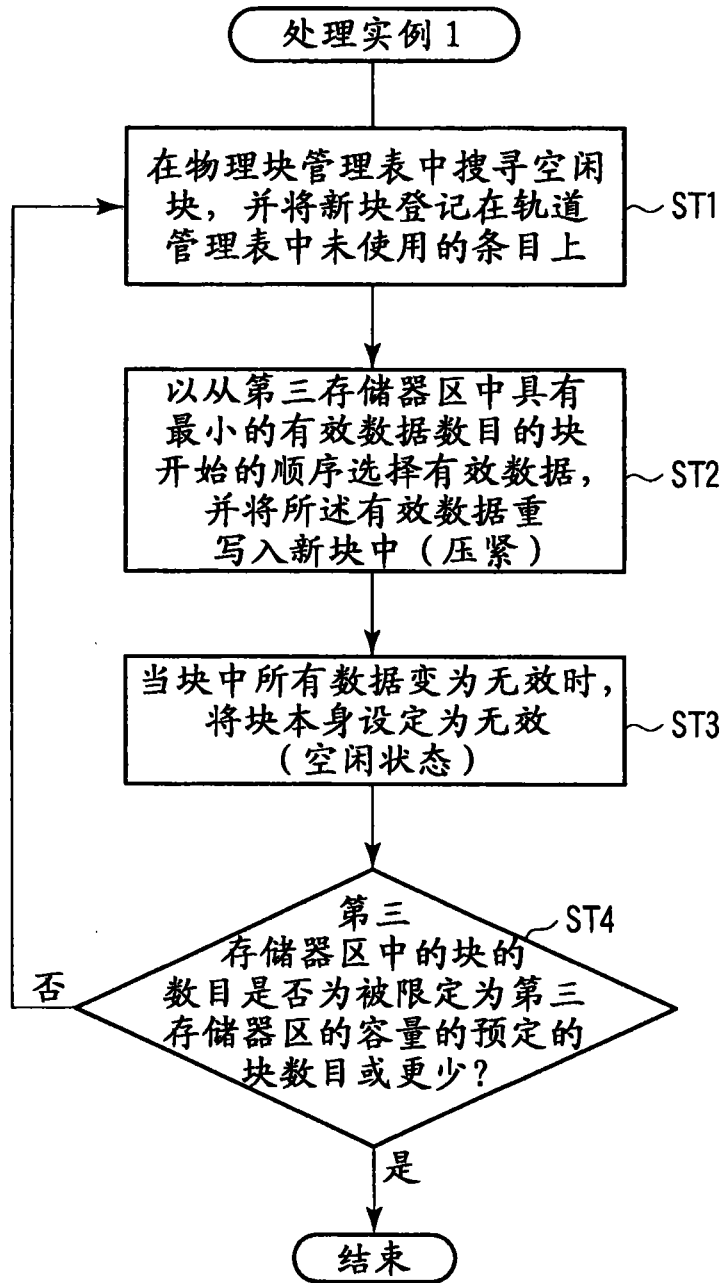 处理实例1
在物理块管理表中搜寻空闲
块，并将新块登记在轨道
管理表中未使用的条目上
ST1
以从第三存储器区中具有
最小的有效数据数目的块
开始的顺序选择有效数据，
并将所述有效数据重
写入新块中（压紧）
ST2
当块中所有数据变为无效时，
将块本身设定为无效
（空闲状态）
ST3
第三
存储器区中的块的
数目是否为被限定为第三
存储器区的容量的预定的
块数目或更少？
ST4
否
是
结束